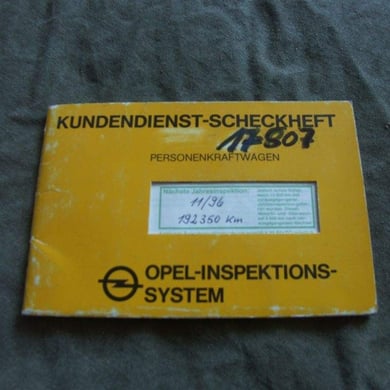 KUNDENDIENST-SCHECKHEFT
17807
PERSONENKRAFTWAGEN
Nächste Jahresinspektion:
11/96
192350 Km
OPEL-INSPEKTIONS-
SYSTEM